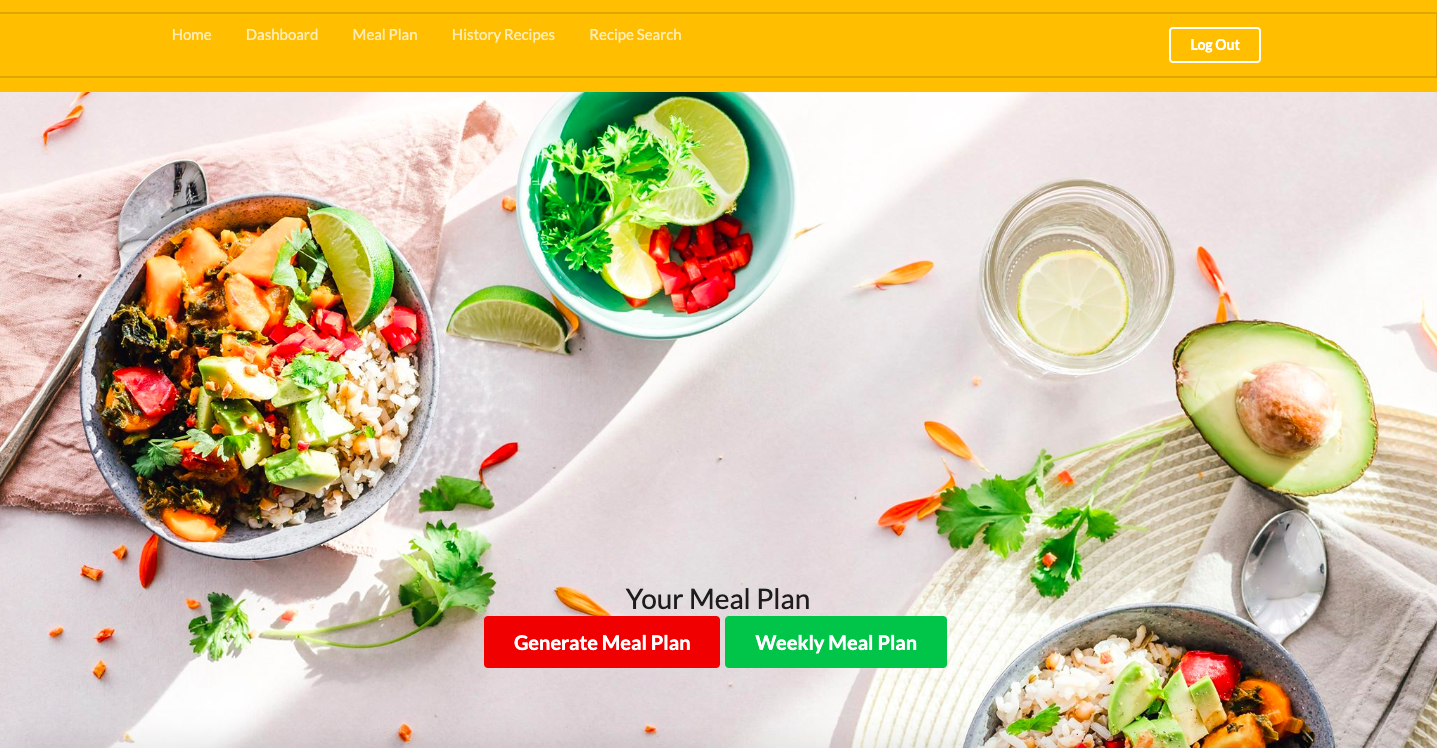 Home Dashboard Meal Plan History Recipes Recipe Search Log Out
Your Meal Plan
Generate Meal Plan Weekly Meal Plan